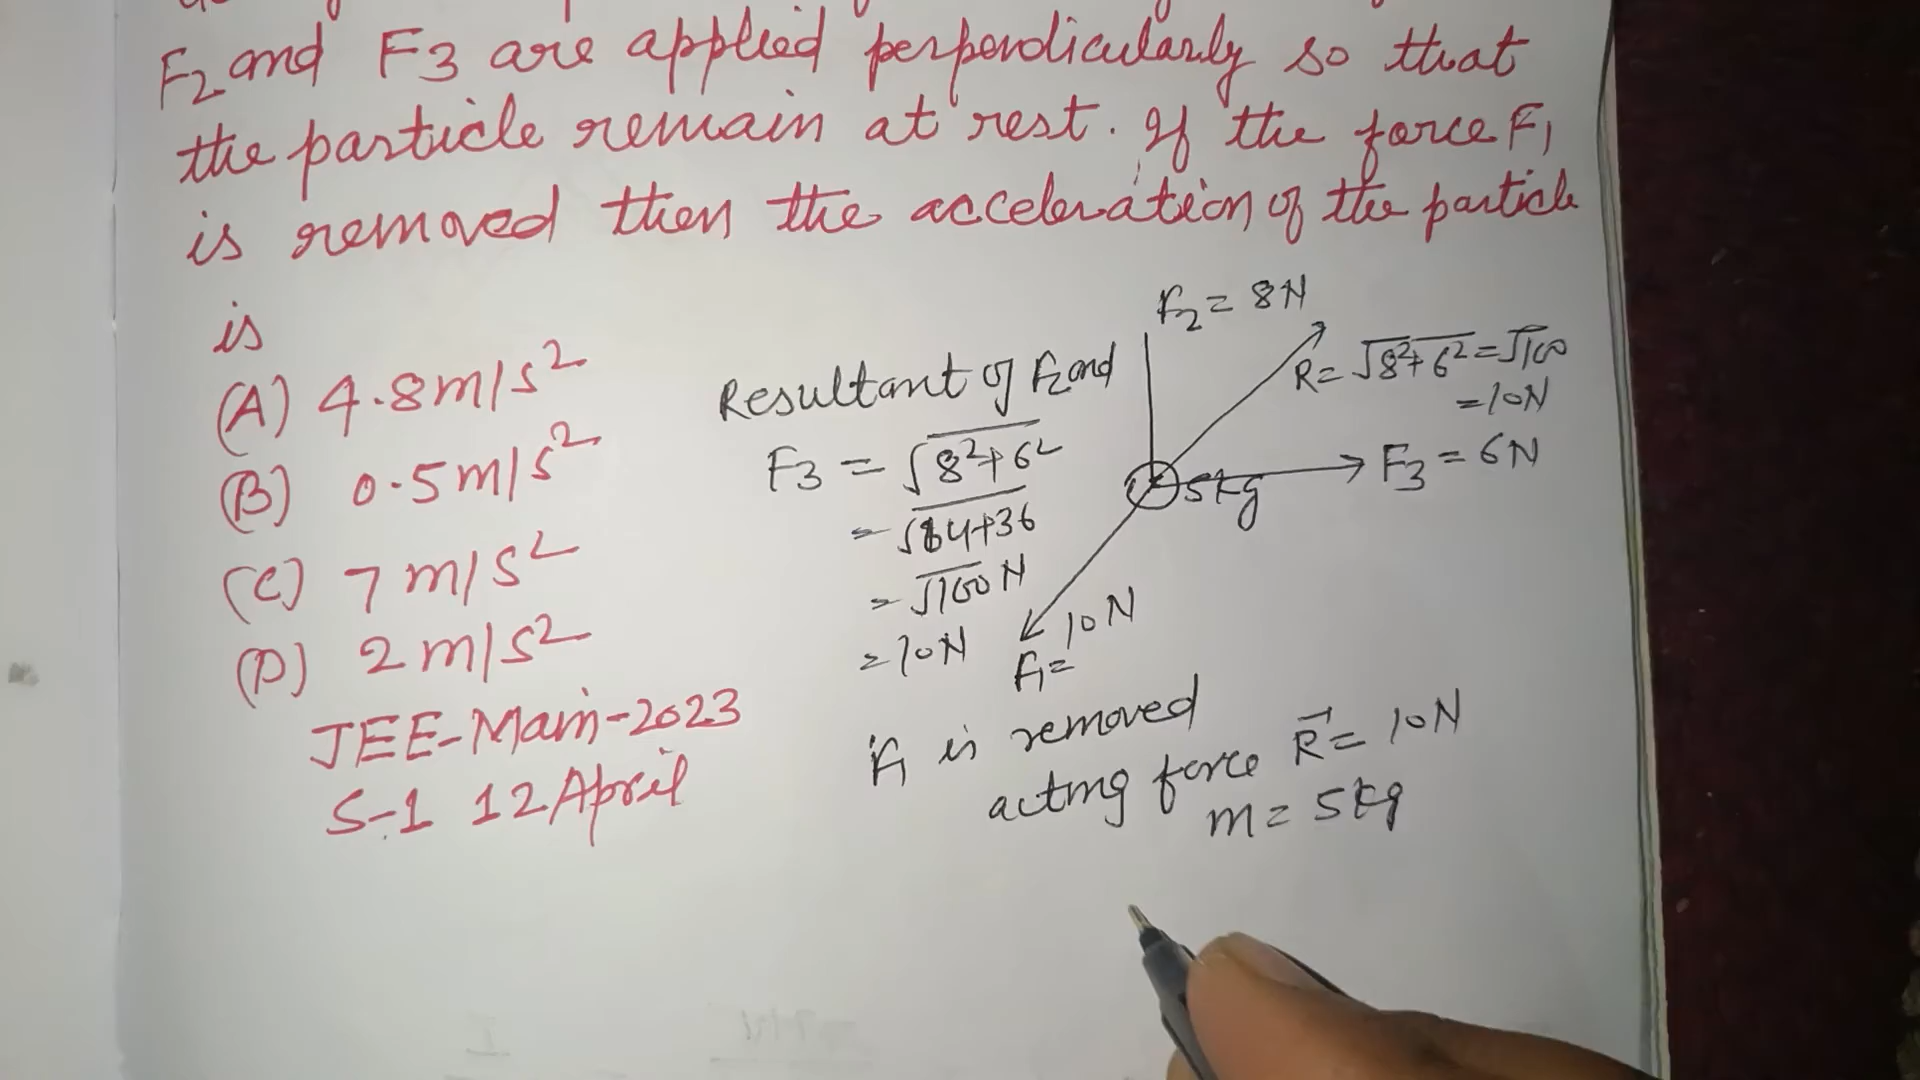 F2 and F3 are applied perpendicularly so that
the particle remain at rest. If the force F1
is removed then the acceleration of the particle
is
(A) 4.8 m/s²
(B) 0.5 m/s²
(C) 7 m/s²
(D) 2 m/s²
JEE-Main-2023
S-1 12 April
Resultant of F2 and
F3 = √8²+6²
= √64+36
= √100 N
= 10N
F2 = 8N
R = √8²+6² = √100
= 10N
F3 = 6N
5kg
10N
F1 =
F1 is removed
acting force R⃗ = 10N
m = 5kg